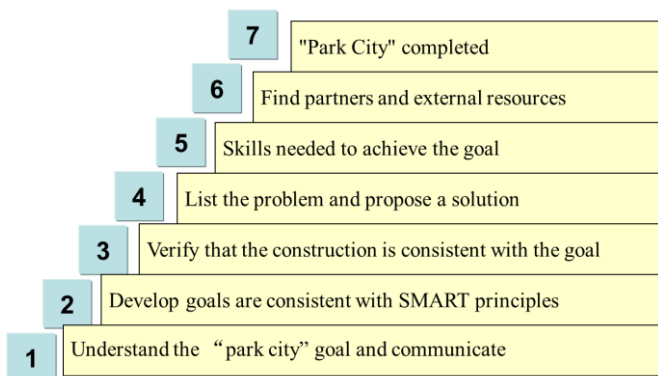 7 "Park City" completed
6 Find partners and external resources
5 Skills needed to achieve the goal
4 List the problem and propose a solution
3 Verify that the construction is consistent with the goal
2 Develop goals are consistent with SMART principles
1 Understand the “park city” goal and communicate